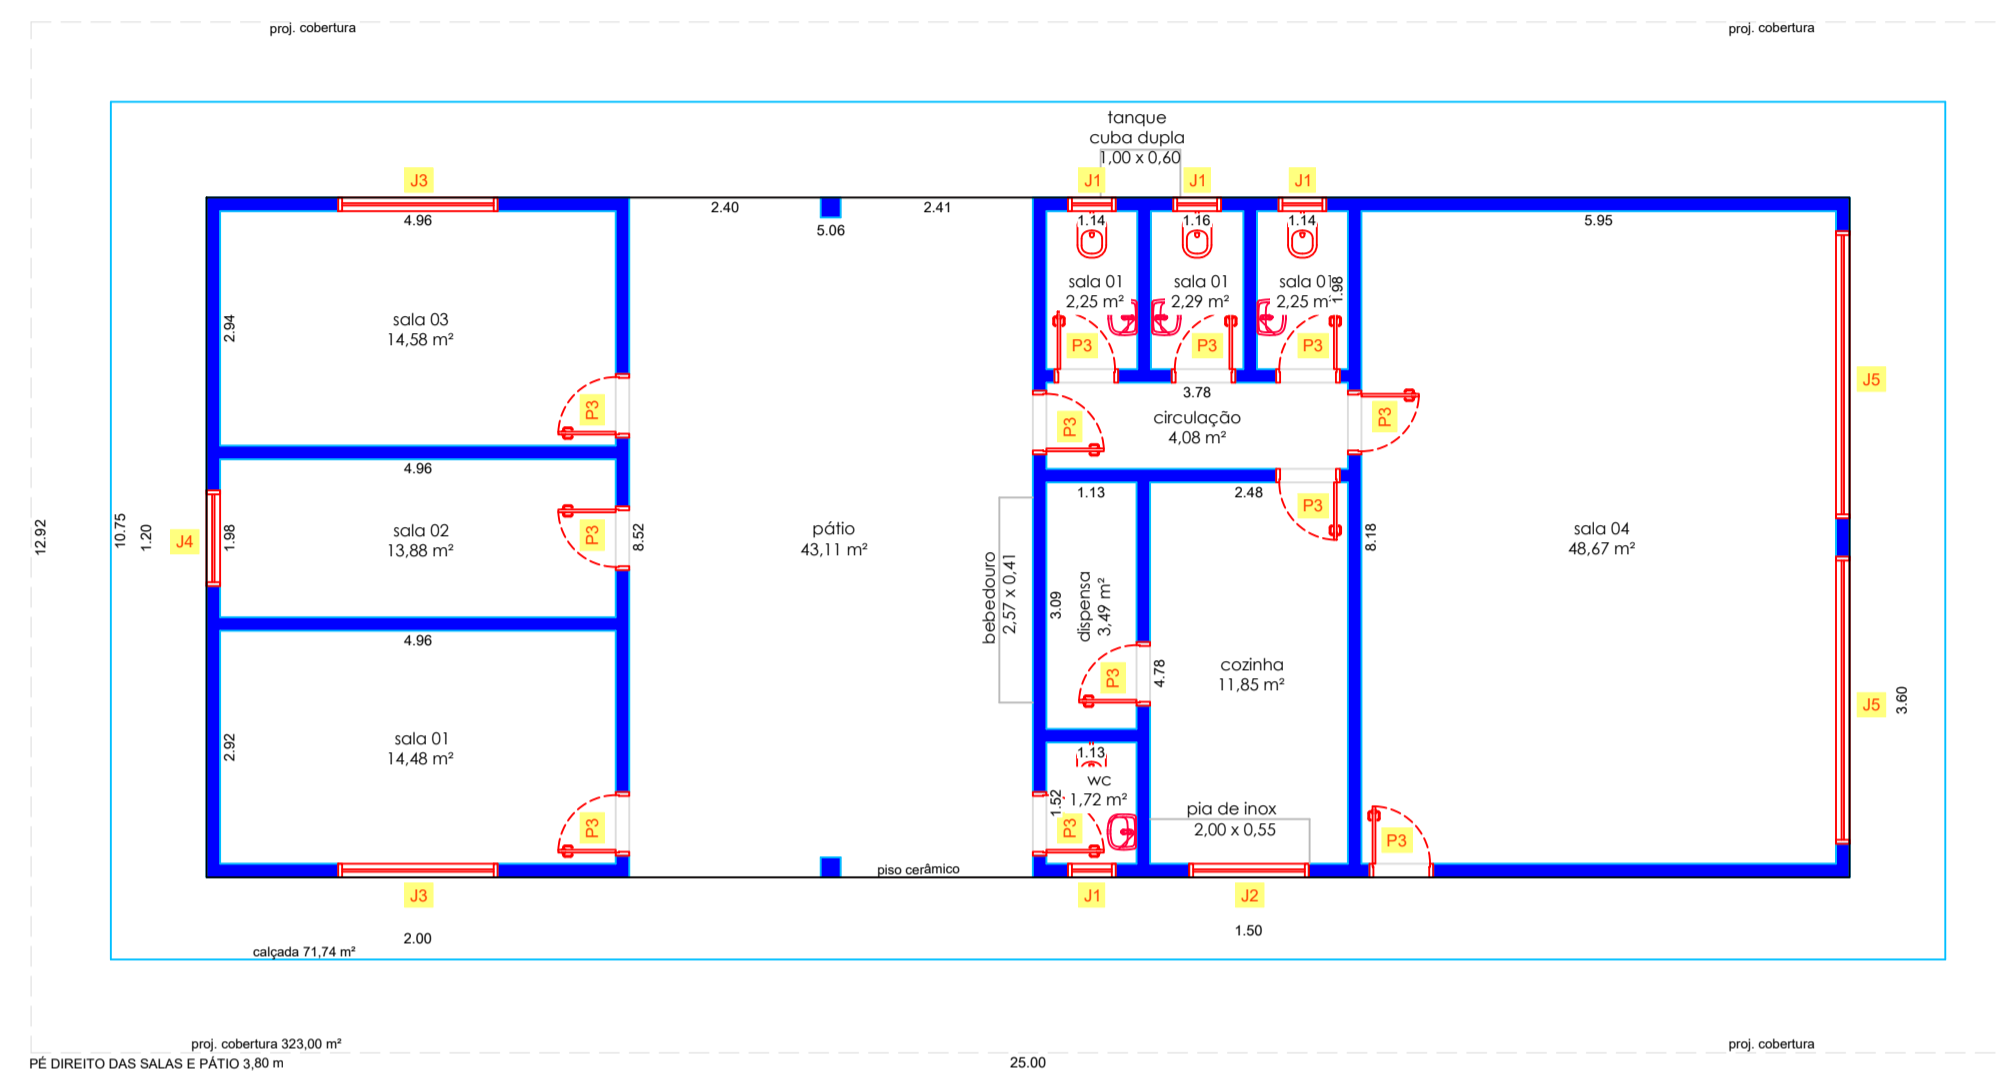 proj. cobertura
proj. cobertura
tanque
cuba dupla
1,00 x 0,60
J3
J1
J1
J1
4.96
2.40
2.41
5.06
1.14
1.16
1.14
5.95
sala 01
2,25 m²
sala 01
2,29 m²
sala 01
2,25 m²
1.98
2.94
sala 03
14,58 m²
P3
P3
P3
J5
P3
3.78
circulação
4,08 m²
P3
P3
4.96
1.13
2.48
P3
12.92
10.75
1.20
J4
1.98
sala 02
13,88 m²
P3
8.52
pátio
43,11 m²
8.18
sala 04
48,67 m²
bebedouro
2,57 x 0,41
3.09
dispensa
3,49 m²
P3
4.78
cozinha
11,85 m²
4.96
J5
3.60
2.92
sala 01
14,48 m²
1.13
wc
1,72 m²
1.52
P3
P3
pia de inox
2,00 x 0,55
P3
piso cerâmico
J3
J1
J2
2.00
1.50
calçada 71,74 m²
proj. cobertura 323,00 m²
proj. cobertura
PÉ DIREITO DAS SALAS E PÁTIO 3,80 m
25.00